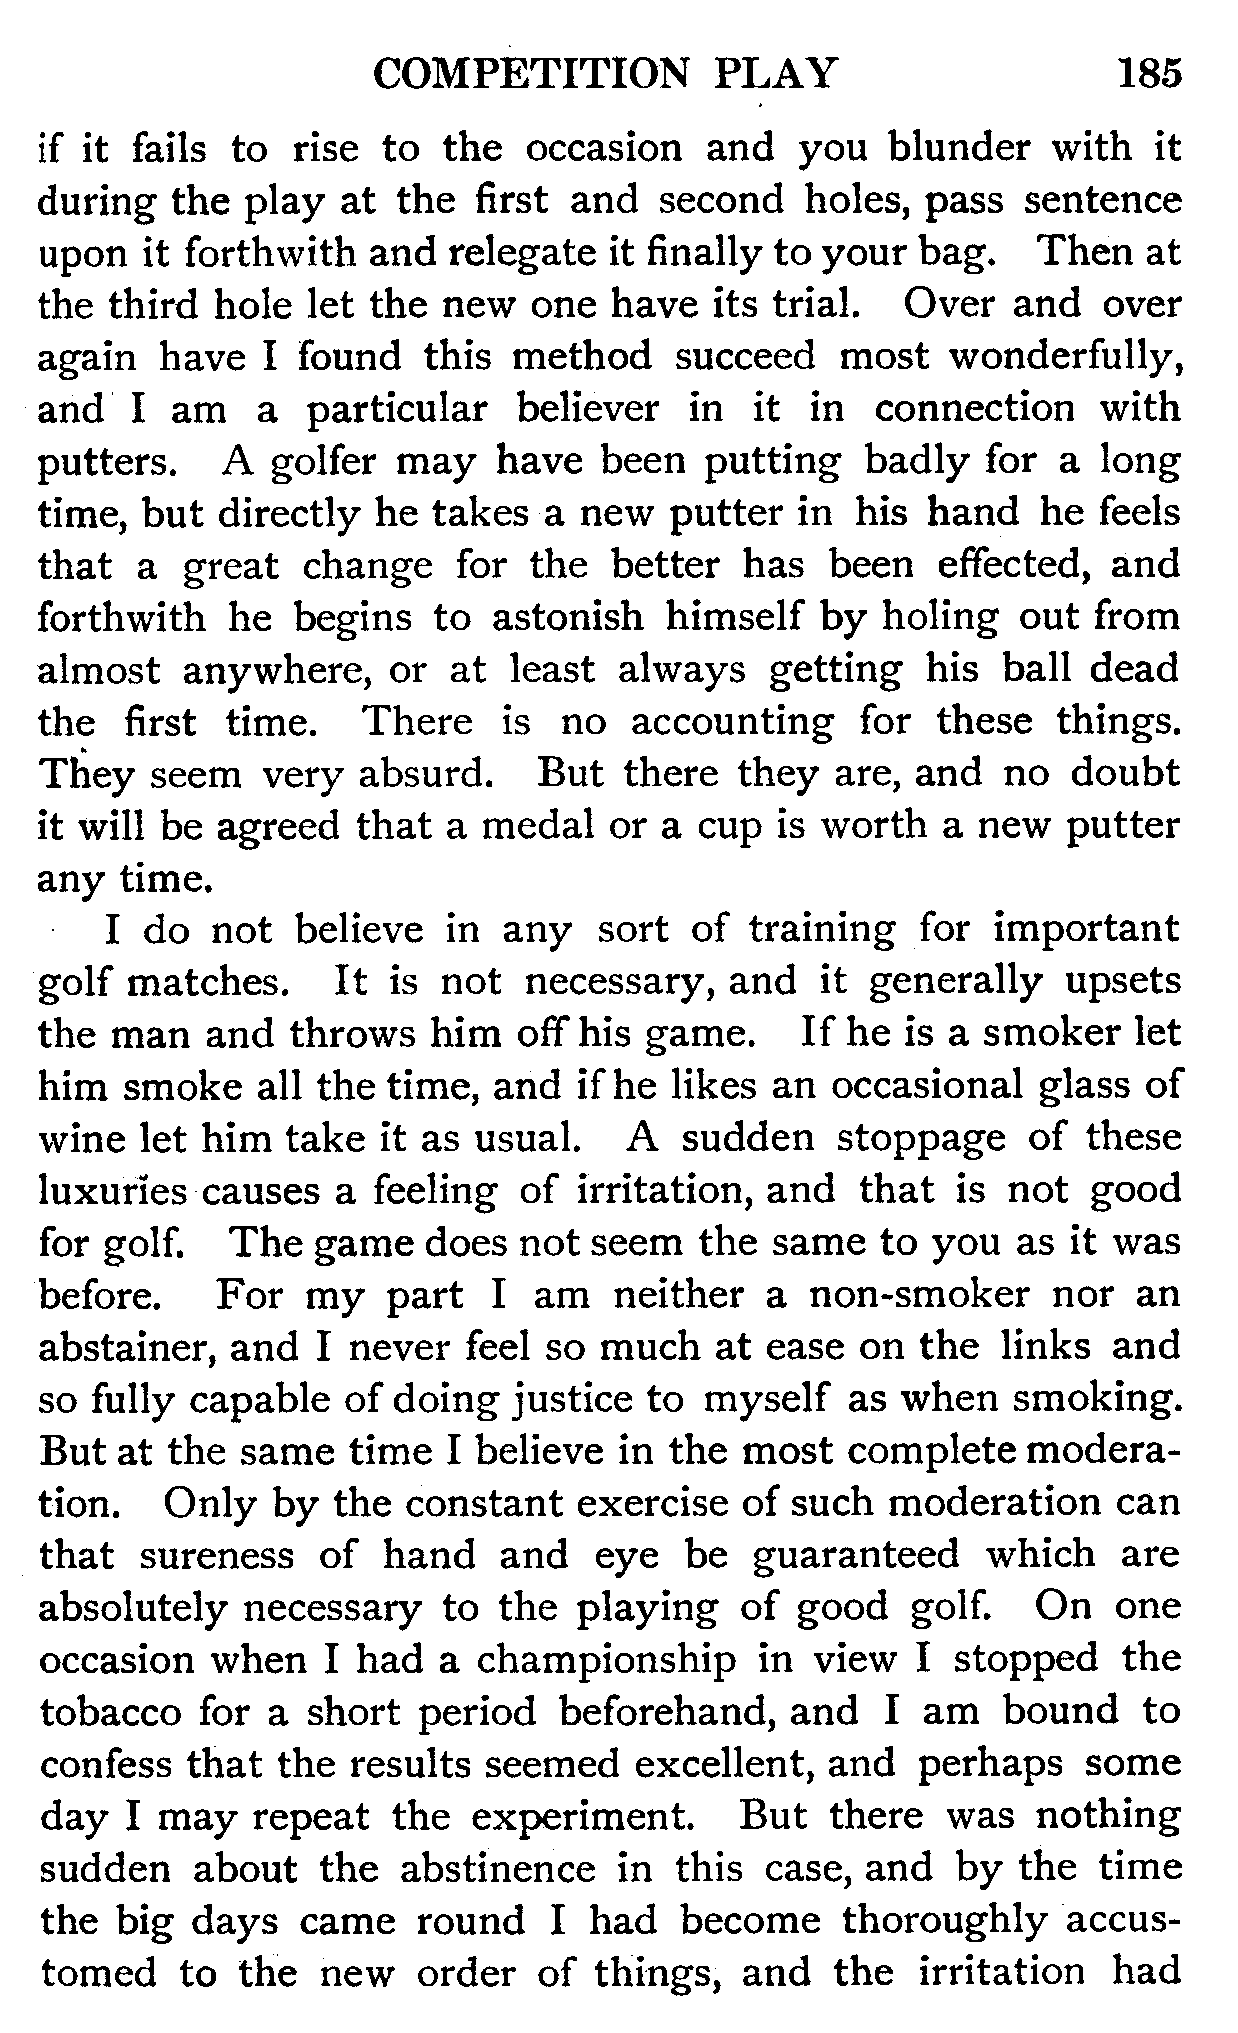 COMPETITION PLAY 185
if it fails to rise to the occasion and you blunder with it
during the play at the first and second holes, pass sentence
upon it forthwith and relegate it finally to your bag. Then at
the third hole let the new one have its trial. Over and over
again have I found this method succeed most wonderfully,
and I am a particular believer in it in connection with
putters. A golfer may have been putting badly for a long
time, but directly he takes a new putter in his hand he feels
that a great change for the better has been effected, and
forthwith he begins to astonish himself by holing out from
almost anywhere, or at least always getting his ball dead
the first time. There is no accounting for these things.
They seem very absurd. But there they are, and no doubt
it will be agreed that a medal or a cup is worth a new putter
any time.
I do not believe in any sort of training for important
golf matches. It is not necessary, and it generally upsets
the man and throws him off his game. If he is a smoker let
him smoke all the time, and if he likes an occasional glass of
wine let him take it as usual. A sudden stoppage of these
luxuries causes a feeling of irritation, and that is not good
for golf. The game does not seem the same to you as it was
before. For my part I am neither a non-smoker nor an
abstainer, and I never feel so much at ease on the links and
so fully capable of doing justice to myself as when smoking.
But at the same time I believe in the most complete modera-
tion. Only by the constant exercise of such moderation can
that sureness of hand and eye be guaranteed which are
absolutely necessary to the playing of good golf. On one
occasion when I had a championship in view I stopped the
tobacco for a short period beforehand, and I am bound to
confess that the results seemed excellent, and perhaps some
day I may repeat the experiment. But there was nothing
sudden about the abstinence in this case, and by the time
the big days came round I had become thoroughly accus-
tomed to the new order of things, and the irritation had